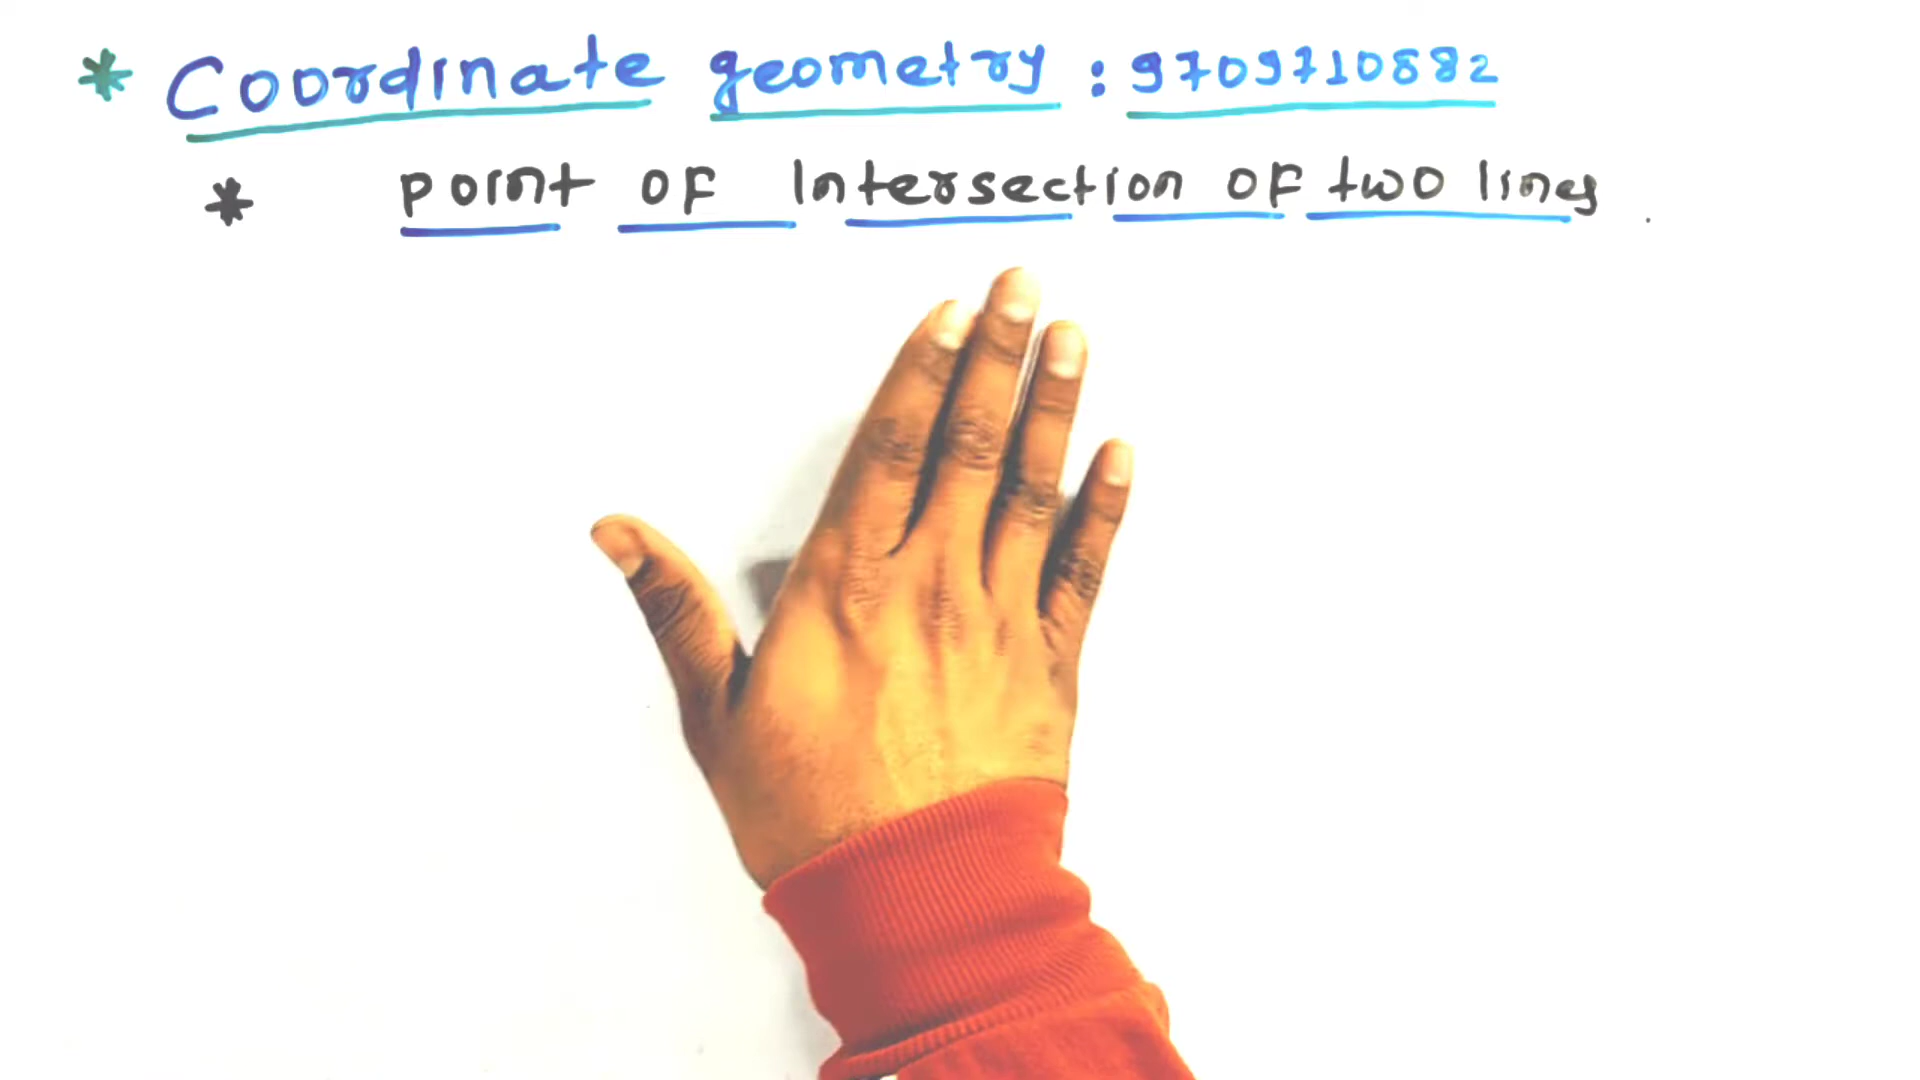 * Coordinate geometry : 9709710882
* point of Intersection of two lines.